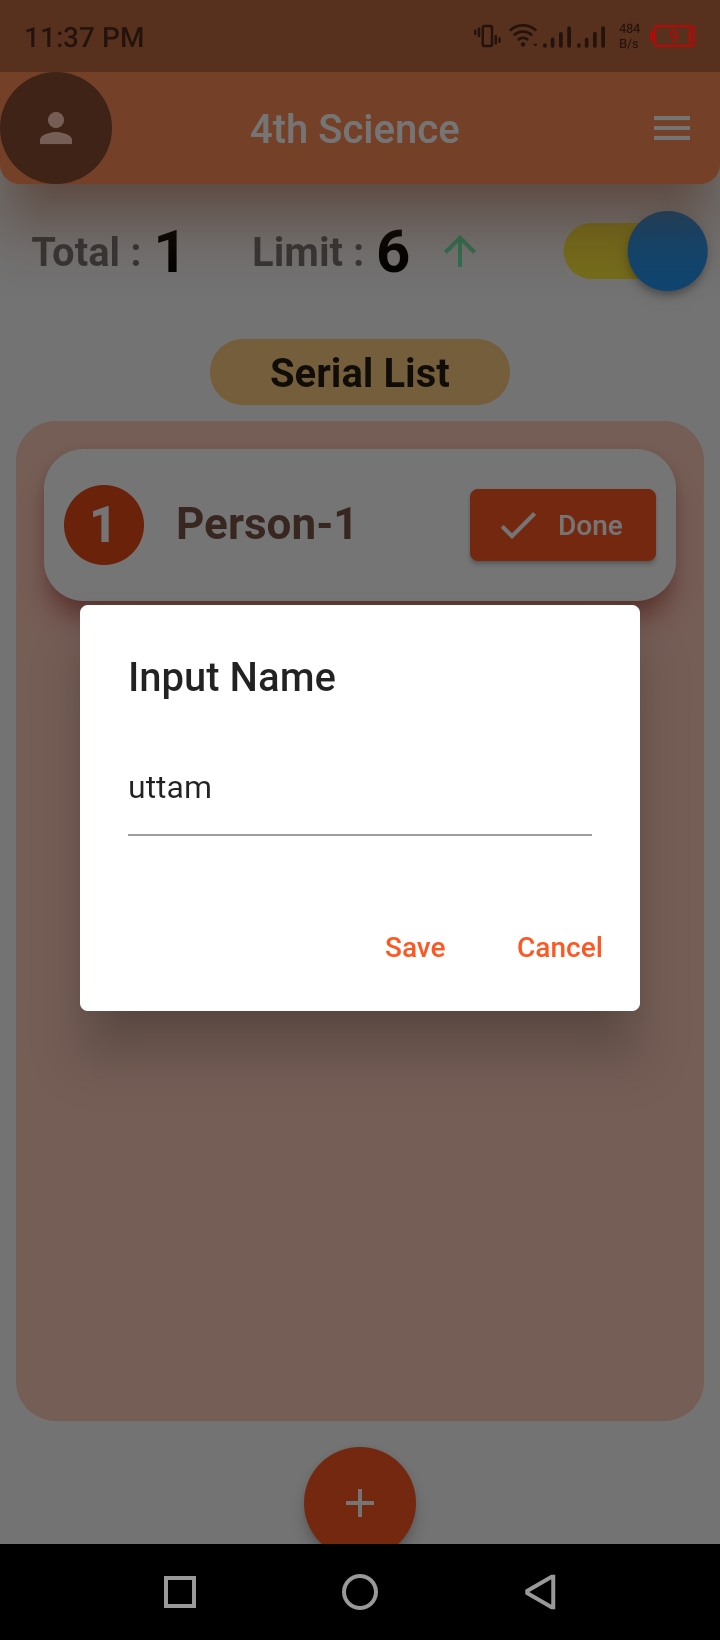 11:37 PM 484 B/s 9
4th Science
Total : 1 Limit : 6
Serial List
1 Person-1 Done
Input Name
uttam
Save Cancel